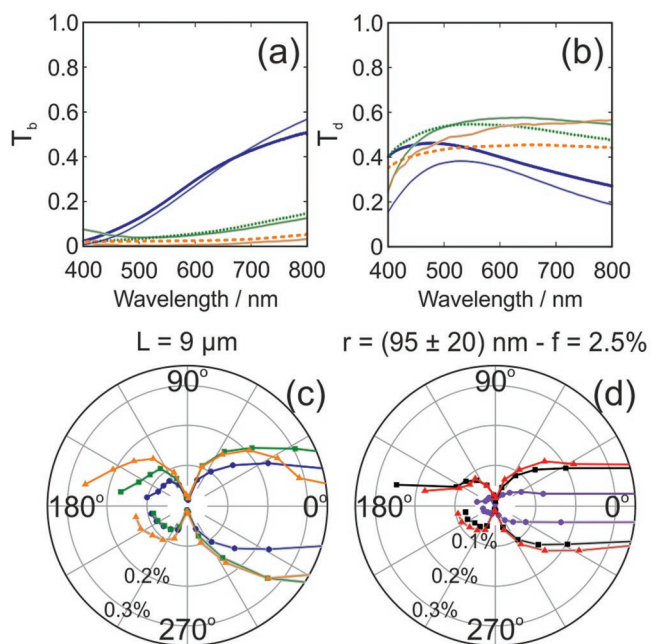 (a)
1.0
0.8
0.6
0.4
0.2
0
T_b
400 500 600 700 800
Wavelength / nm
(b)
1.0
0.8
0.6
0.4
0.2
0
T_d
400 500 600 700 800
Wavelength / nm
L = 9 µm
(c)
90°
180°
0°
0.2%
0.3%
270°
r = (95 ± 20) nm - f = 2.5%
(d)
90°
180°
0°
0.1%
0.2%
0.3%
270°